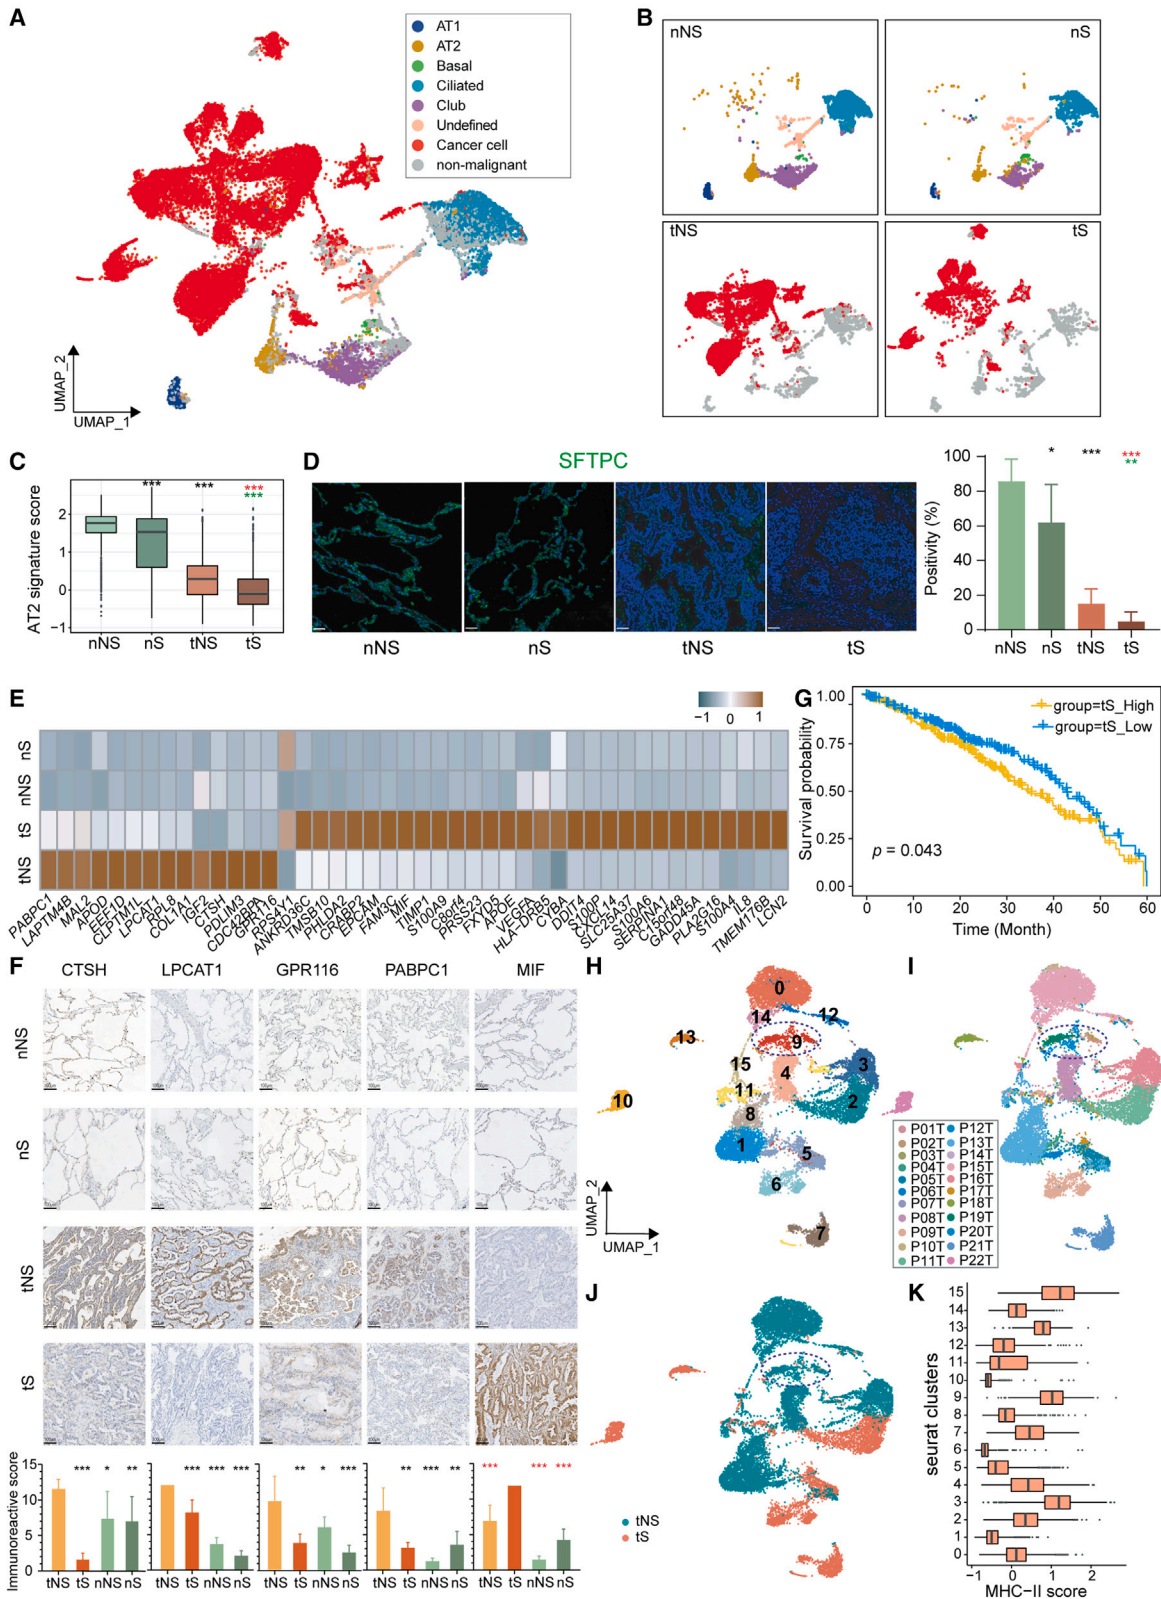 A
AT1
AT2
Basal
Ciliated
Club
Undefined
Cancer cell
non-malignant
UMAP_2
UMAP_1
B
nNS
nS
tNS
tS
C
AT2 signature score
2
1
0
−1
*** *** *** ***
nNS nS tNS tS
D
SFTPC
nNS nS tNS tS
Positivity (%)
100
80
60
40
20
0
* *** *** **
nNS nS tNS tS
E
−1 0 1
nS
nNS
tS
tNS
PABPC1
LAPTM4B
MAL2
APOD
EEF1D
CLPTM1L
LPCAT1
RPL8
COL1A1
IGF2
CTSH
PDLIM3
CDC42BPA
GPR116
RPS4Y1
ANKRD36C
TMSB10
PHLDA2
CRABP2
EPCAM
FAM3C
MIF
TIMP1
S100A9
C8orf4
PRSS23
FXYD5
APOE
VEGFA
HLA−DRB5
CYBA
DDIT4
S100P
CXCL14
SLC25A37
S100A6
SERPINA1
C15orf48
GADD45A
PLA2G16
S100A4
IL8
TMEM176B
LCN2
G
Survival probability
1.00
0.75
0.50
0.25
0.00
group=tS_High
group=tS_Low
p = 0.043
0 10 20 30 40 50 60
Time (Month)
F
CTSH LPCAT1 GPR116 PABPC1 MIF
nNS
nS
tNS
tS
Immunoreactive score
15
10
5
0
*** * **
*** *** ***
** * ***
** *** **
*** *** ***
tNS tS nNS nS tNS tS nNS nS tNS tS nNS nS tNS tS nNS nS tNS tS nNS nS
H
0
14
12
13
9
15
4
3
11
10
2
8
1
5
6
7
UMAP_2
UMAP_1
I
P01T P12T
P02T P13T
P03T P14T
P04T P15T
P05T P16T
P06T P17T
P07T P18T
P08T P19T
P09T P20T
P10T P21T
P11T P22T
J
tNS
tS
K
seurat clusters
15
14
13
12
11
10
9
8
7
6
5
4
3
2
1
0
−1 0 1 2
MHC−II score